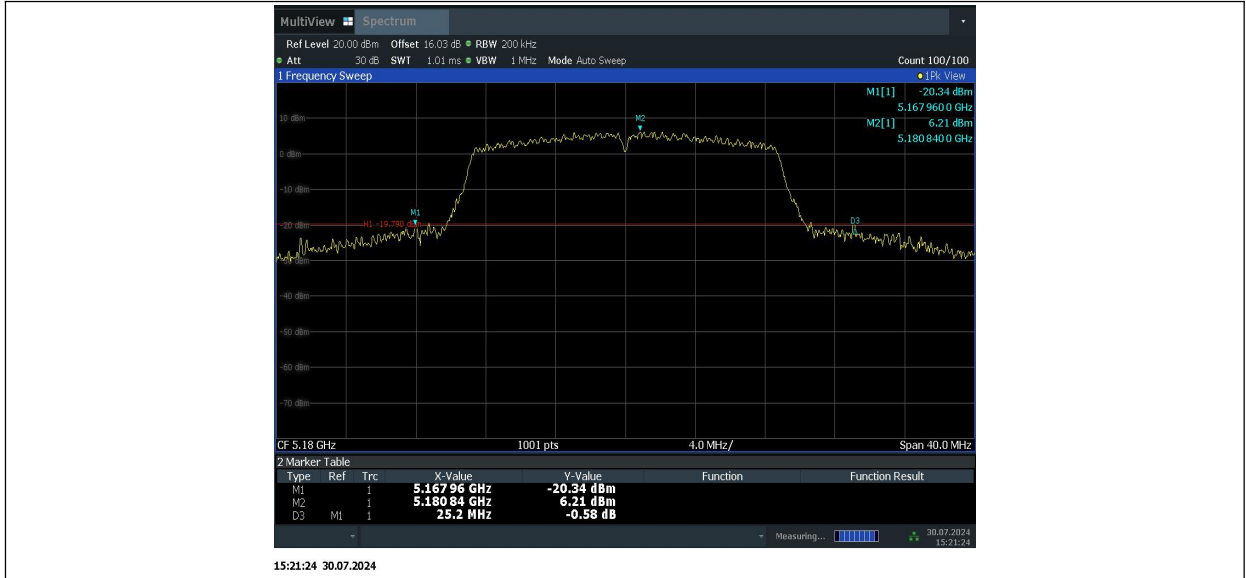 MultiView Spectrum
Ref Level 20.00 dBm Offset 16.03 dB RBW 200 kHz
Att 30 dB SWT 1.01 ms VBW 1 MHz Mode Auto Sweep Count 100/100
1 Frequency Sweep 1Pk View
M1[1] -20.34 dBm
5.167 960 0 GHz
M2[1] 6.21 dBm
5.180 840 0 GHz
10 dBm
M2
0 dBm
-10 dBm
M1
D3
-20 dBm H1 -19.790 dBm
-30 dBm
-40 dBm
-50 dBm
-60 dBm
-70 dBm
CF 5.18 GHz 1001 pts 4.0 MHz/ Span 40.0 MHz
2 Marker Table
Type Ref Trc X-Value Y-Value Function Function Result
M1 1 5.167 96 GHz -20.34 dBm
M2 1 5.180 84 GHz 6.21 dBm
D3 M1 1 25.2 MHz -0.58 dB
Measuring... 30.07.2024
15:21:24
15:21:24 30.07.2024